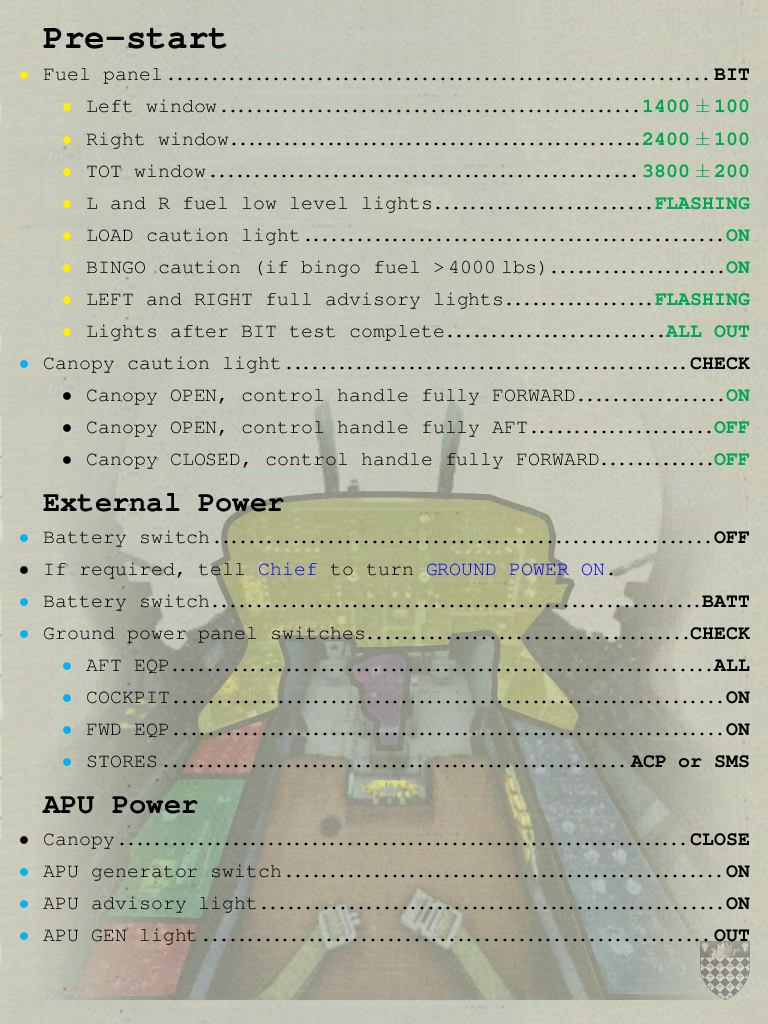 Pre-start
Fuel panel........................................................BIT
Left window................................................1400 ± 100
Right window...............................................2400 ± 100
TOT window.................................................3800 ± 200
L and R fuel low level lights.........................FLASHING
LOAD caution light................................................ON
BINGO caution (if bingo fuel > 4000 lbs)....................ON
LEFT and RIGHT full advisory lights.................FLASHING
Lights after BIT test complete.........................ALL OUT
Canopy caution light..............................................CHECK
Canopy OPEN, control handle fully FORWARD.................ON
Canopy OPEN, control handle fully AFT.....................OFF
Canopy CLOSED, control handle fully FORWARD.............OFF
External Power
Battery switch.........................................................OFF
If required, tell Chief to turn GROUND POWER ON.
Battery switch........................................................BATT
Ground power panel switches.....................................CHECK
AFT EQP..............................................................ALL
COCKPIT...............................................................ON
FWD EQP...............................................................ON
STORES.....................................................ACP or SMS
APU Power
Canopy.................................................................CLOSE
APU generator switch..................................................ON
APU advisory light.....................................................ON
APU GEN light..........................................................OUT